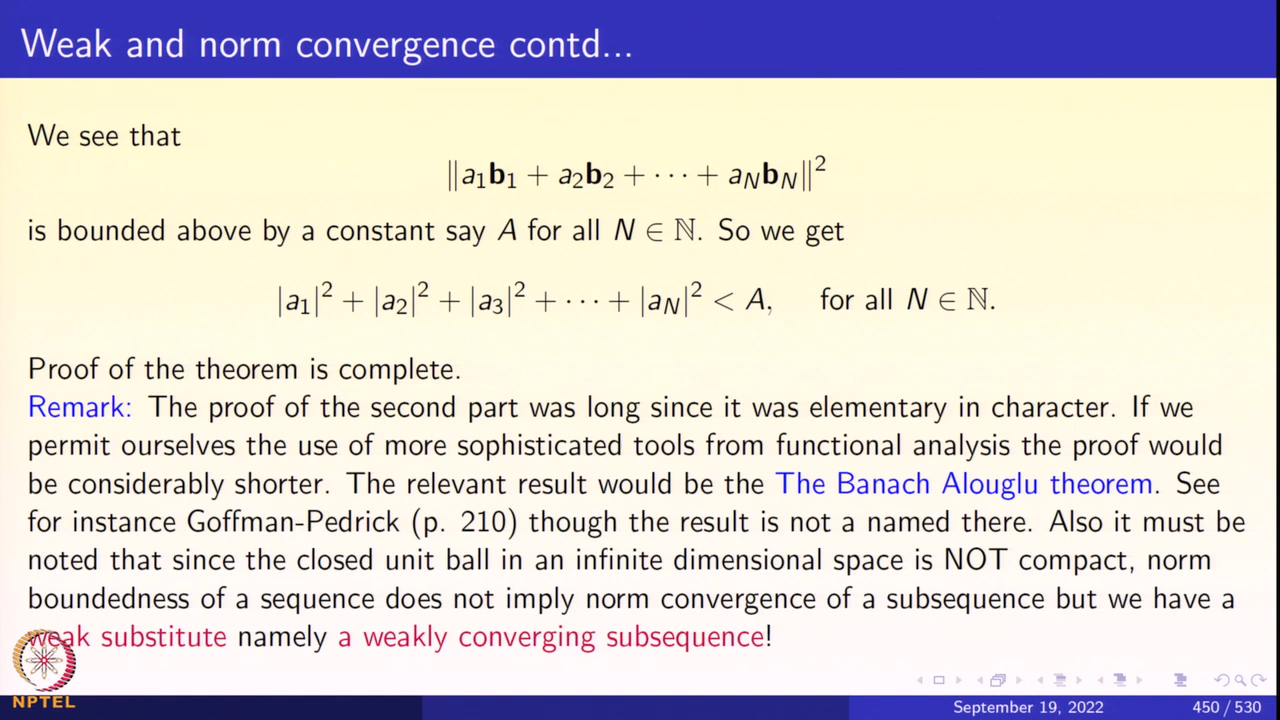 Weak and norm convergence contd...
We see that
‖a₁b₁ + a₂b₂ + ⋯ + a_N b_N‖²
is bounded above by a constant say A for all N ∈ ℕ. So we get
|a₁|² + |a₂|² + |a₃|² + ⋯ + |a_N|² < A, for all N ∈ ℕ.
Proof of the theorem is complete.
Remark: The proof of the second part was long since it was elementary in character. If we
permit ourselves the use of more sophisticated tools from functional analysis the proof would
be considerably shorter. The relevant result would be the The Banach Alouglu theorem. See
for instance Goffman-Pedrick (p. 210) though the result is not a named there. Also it must be
noted that since the closed unit ball in an infinite dimensional space is NOT compact, norm
boundedness of a sequence does not imply norm convergence of a subsequence but we have a
weak substitute namely a weakly converging subsequence!
NPTEL
September 19, 2022 450 / 530